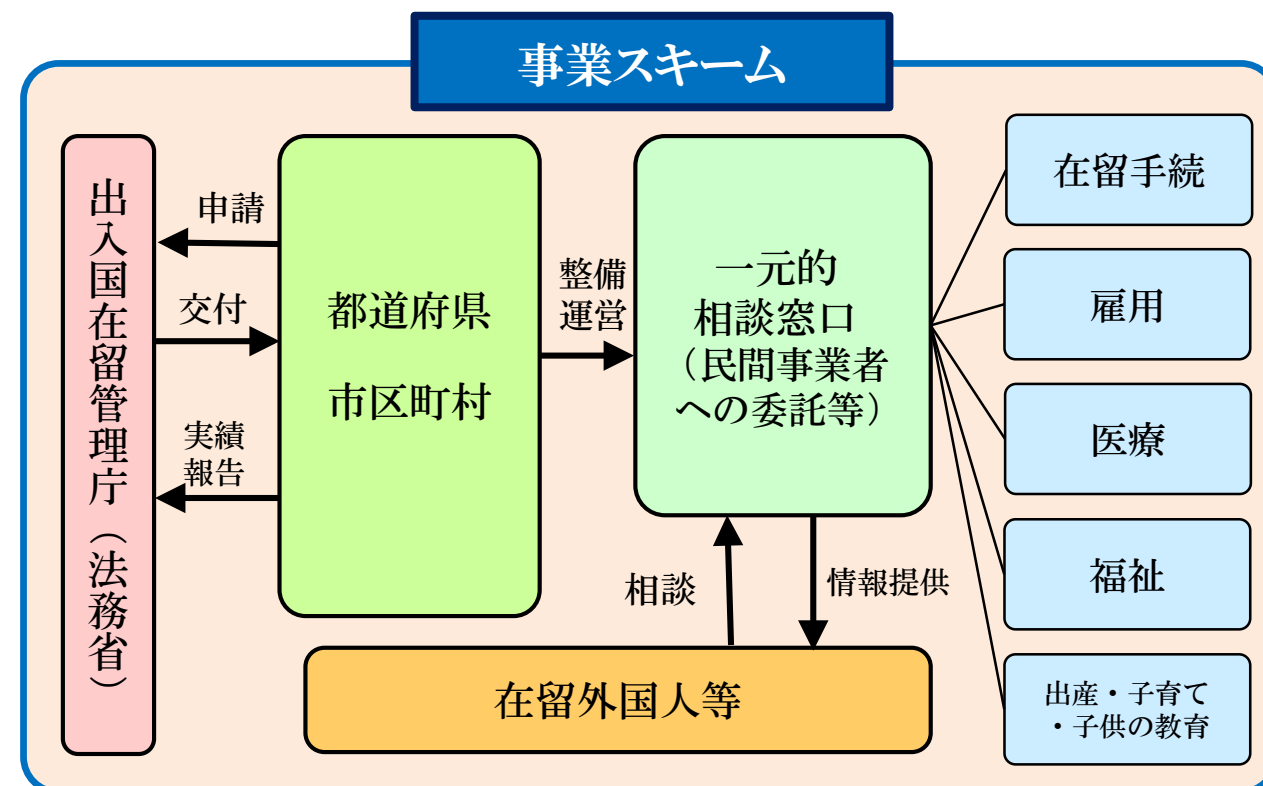 事業スキーム
出入国在留管理庁（法務省）
申請
交付
実績
報告
都道府県
市区町村
整備
運営
一元的
相談窓口
（民間事業者
への委託等）
相談
情報提供
在留外国人等
在留手続
雇用
医療
福祉
出産・子育て
・子供の教育